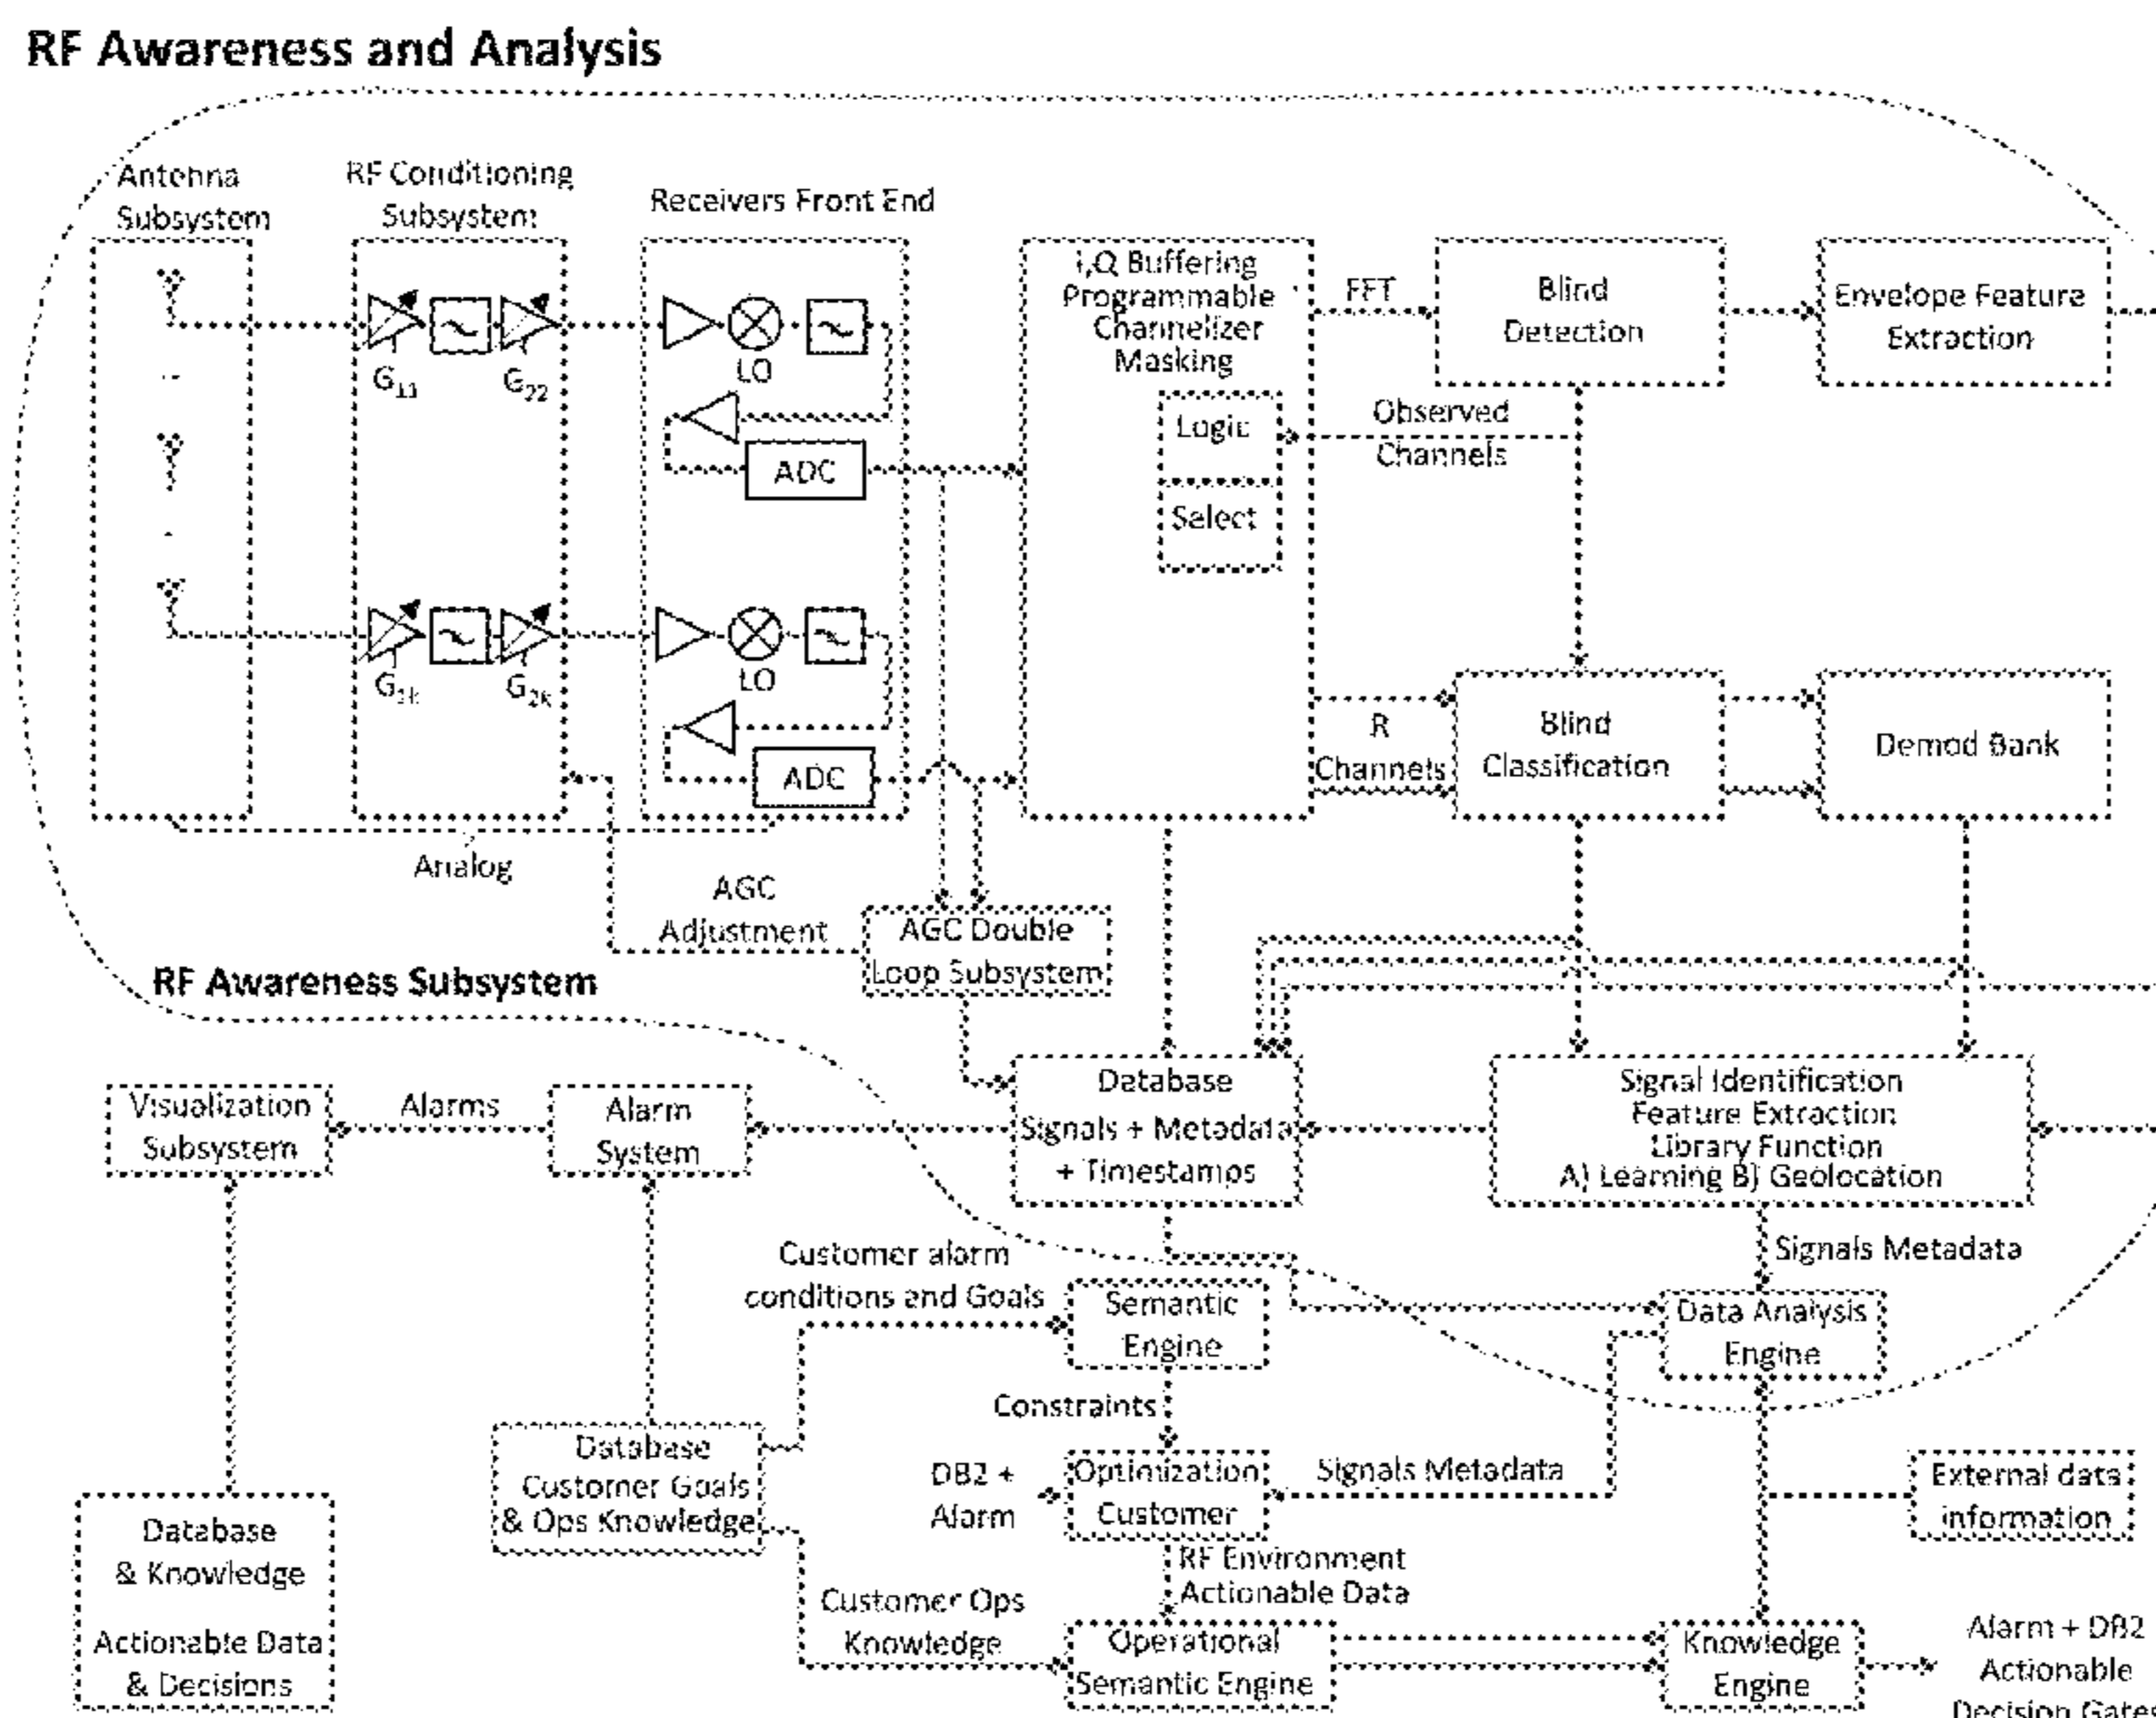 RF Awareness and Analysis
Antenna
Subsystem
RF Conditioning
Subsystem
Receivers Front End
G11
G22
LO
ADC
G1k
G2k
LO
ADC
Analog
I,Q Buffering
Programmable
Channelizer
Masking
Logic
Select
FFT
Blind
Detection
Envelope Feature
Extraction
Observed
Channels
R
Channels
Blind
Classification
Demod Bank
AGC
Adjustment
AGC Double
Loop Subsystem
RF Awareness Subsystem
Visualization
Subsystem
Alarms
Alarm
System
Database
Signals + Metadata
+ Timestamps
Signal Identification
Feature Extraction
Library Function
A) Learning B) Geolocation
Signals Metadata
Customer alarm
conditions and Goals
Semantic
Engine
Data Analysis
Engine
Constraints
Database
Customer Goals
& Ops Knowledge
DB2 +
Alarm
Optimization
Customer
Signals Metadata
External data
information
Database
& Knowledge
Actionable Data
& Decisions
RF Environment
Actionable Data
Customer Ops
Knowledge
Operational
Semantic Engine
Knowledge
Engine
Alarm + DB2
Actionable
Decision Gates